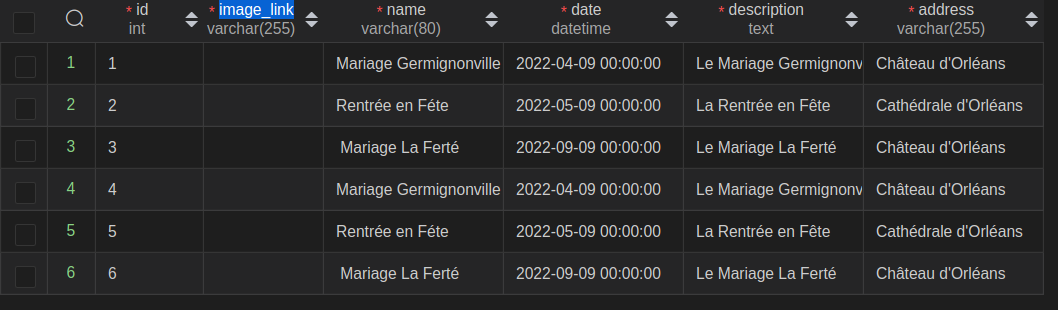 * id * image_link * name * date * description * address
int varchar(255) varchar(80) datetime text varchar(255)
1 1 Mariage Germignonville 2022-04-09 00:00:00 Le Mariage Germignonv Château d'Orléans
2 2 Rentrée en Féte 2022-05-09 00:00:00 La Rentrée en Fête Cathédrale d'Orléans
3 3 Mariage La Ferté 2022-09-09 00:00:00 Le Mariage La Ferté Château d'Orléans
4 4 Mariage Germignonville 2022-04-09 00:00:00 Le Mariage Germignonv Château d'Orléans
5 5 Rentrée en Féte 2022-05-09 00:00:00 La Rentrée en Fête Cathédrale d'Orléans
6 6 Mariage La Ferté 2022-09-09 00:00:00 Le Mariage La Ferté Château d'Orléans